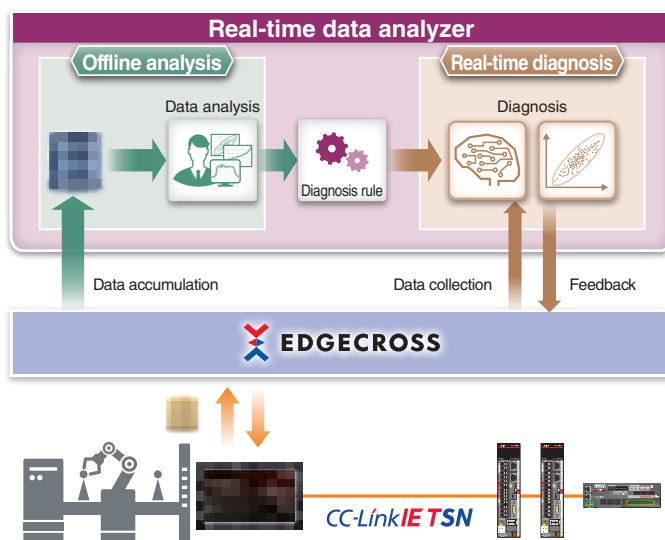 Real-time data analyzer
Offline analysis
Real-time diagnosis
Data analysis
Diagnosis
Diagnosis rule
Data accumulation
Data collection
Feedback
EDGECROSS
CC-Link IE TSN